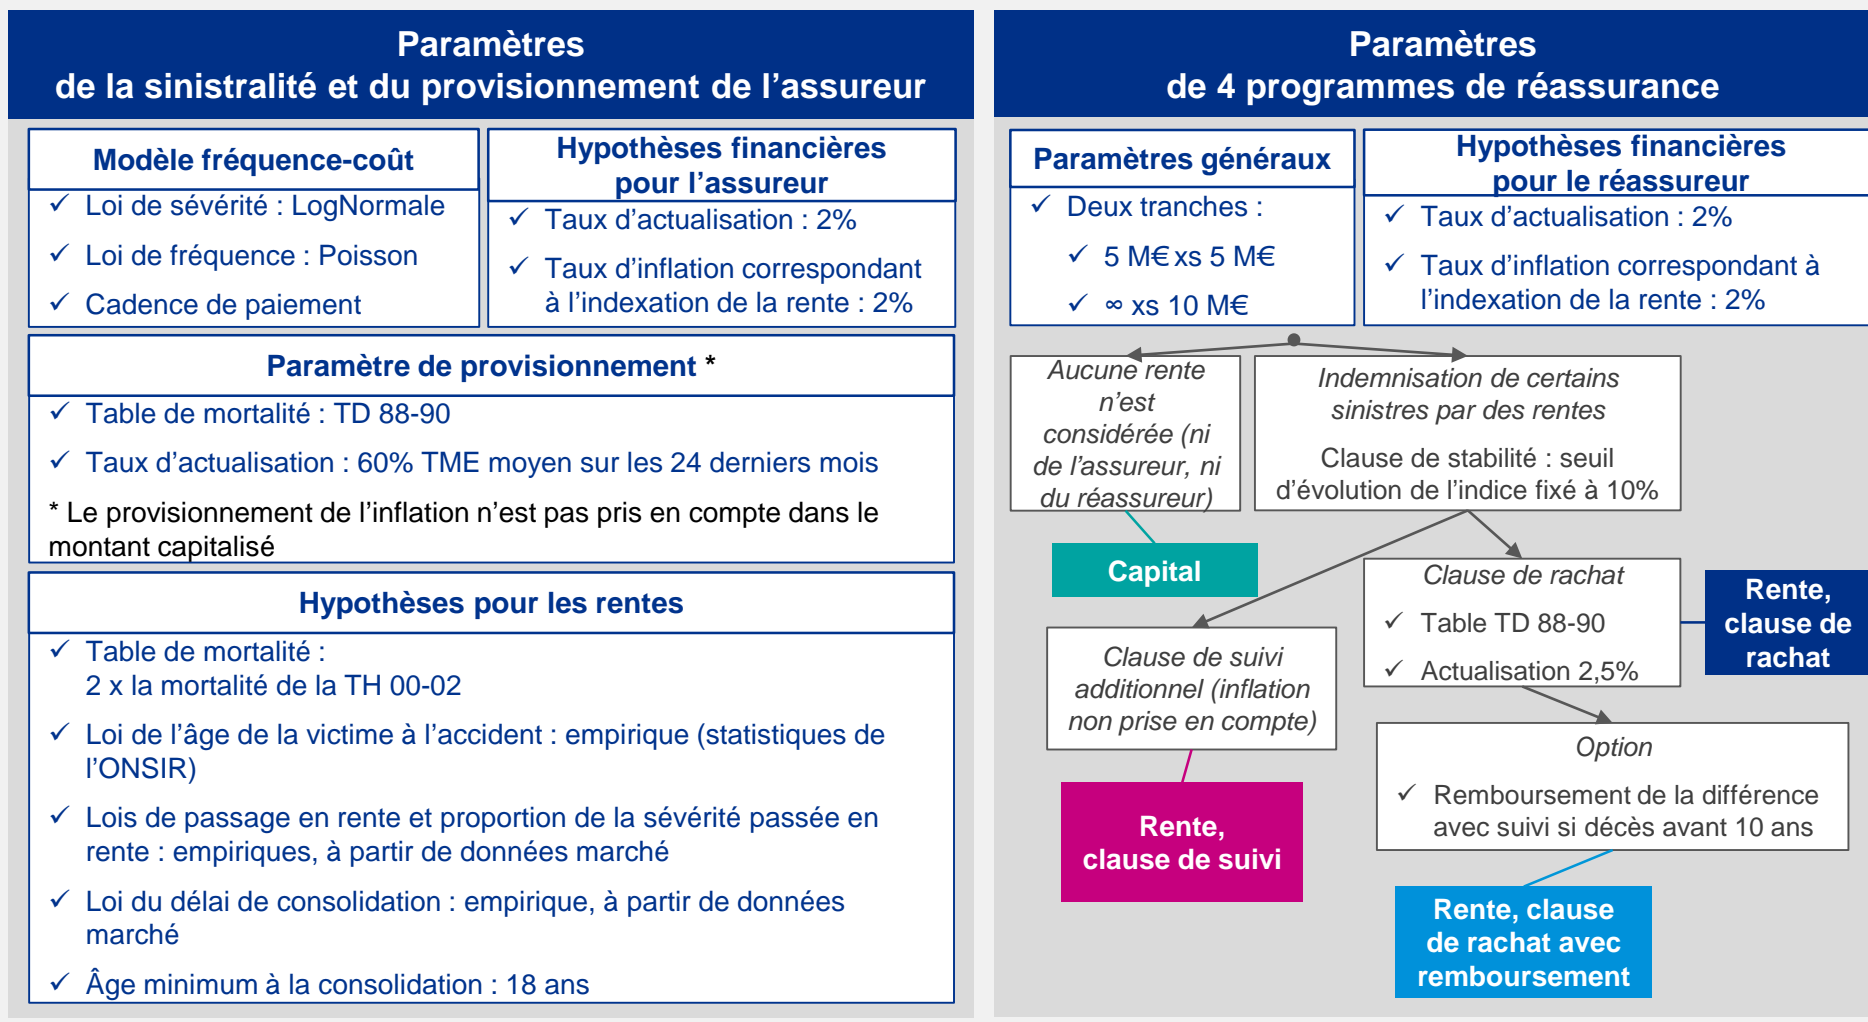 Paramètres
de la sinistralité et du provisionnement de l’assureur
Modèle fréquence-coût
✓ Loi de sévérité : LogNormale
✓ Loi de fréquence : Poisson
✓ Cadence de paiement
Hypothèses financières
pour l’assureur
✓ Taux d’actualisation : 2%
✓ Taux d’inflation correspondant
à l’indexation de la rente : 2%
Paramètre de provisionnement *
✓ Table de mortalité : TD 88-90
✓ Taux d’actualisation : 60% TME moyen sur les 24 derniers mois
* Le provisionnement de l’inflation n’est pas pris en compte dans le
montant capitalisé
Hypothèses pour les rentes
✓ Table de mortalité :
2 x la mortalité de la TH 00-02
✓ Loi de l’âge de la victime à l’accident : empirique (statistiques de
l’ONSIR)
✓ Lois de passage en rente et proportion de la sévérité passée en
rente : empiriques, à partir de données marché
✓ Loi du délai de consolidation : empirique, à partir de données
marché
✓ Âge minimum à la consolidation : 18 ans
Paramètres
de 4 programmes de réassurance
Paramètres généraux
✓ Deux tranches :
✓ 5 M€ xs 5 M€
✓ ∞ xs 10 M€
Hypothèses financières
pour le réassureur
✓ Taux d’actualisation : 2%
✓ Taux d’inflation correspondant à
l’indexation de la rente : 2%
Aucune rente
n’est
considérée (ni
de l’assureur, ni
du réassureur)
Indemnisation de certains
sinistres par des rentes
Clause de stabilité : seuil
d’évolution de l’indice fixé à 10%
Capital
Clause de rachat
✓ Table TD 88-90
✓ Actualisation 2,5%
Rente,
clause de
rachat
Clause de suivi
additionnel (inflation
non prise en compte)
Option
✓ Remboursement de la différence
avec suivi si décès avant 10 ans
Rente,
clause de suivi
Rente, clause
de rachat avec
remboursement